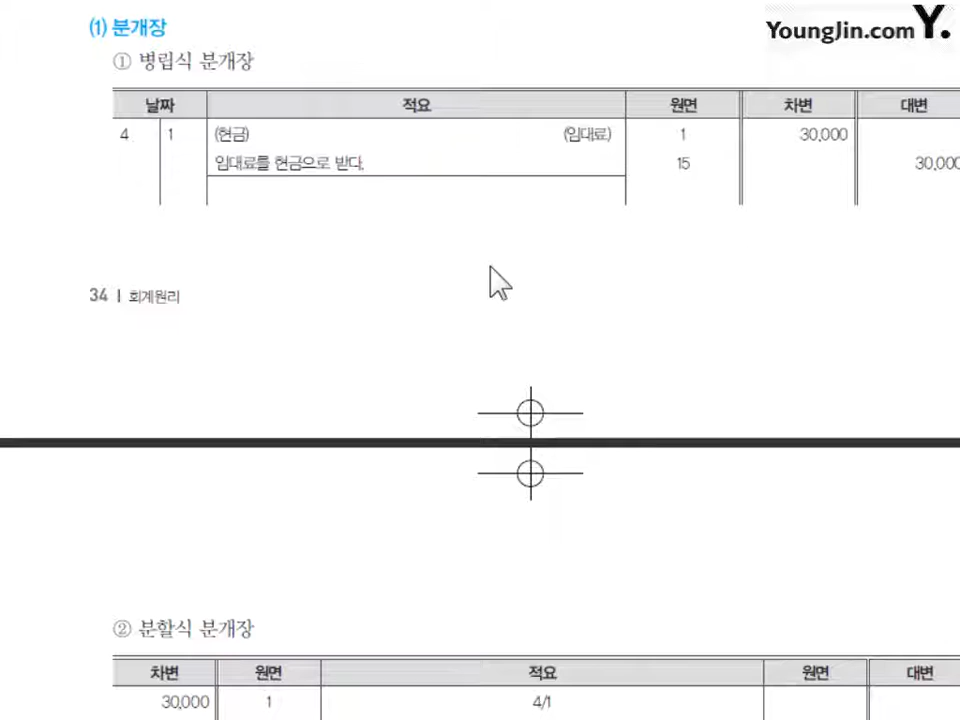 (1) 분개장
YoungJin.com Y.
① 병립식 분개장
날짜 적요 원면 차변 대변
4 1 (현금) (임대료) 1 30,000
임대료를 현금으로 받다. 15 30,000
34 | 회계원리
② 분할식 분개장
차변 원면 적요 원면 대변
30,000 1 4/1